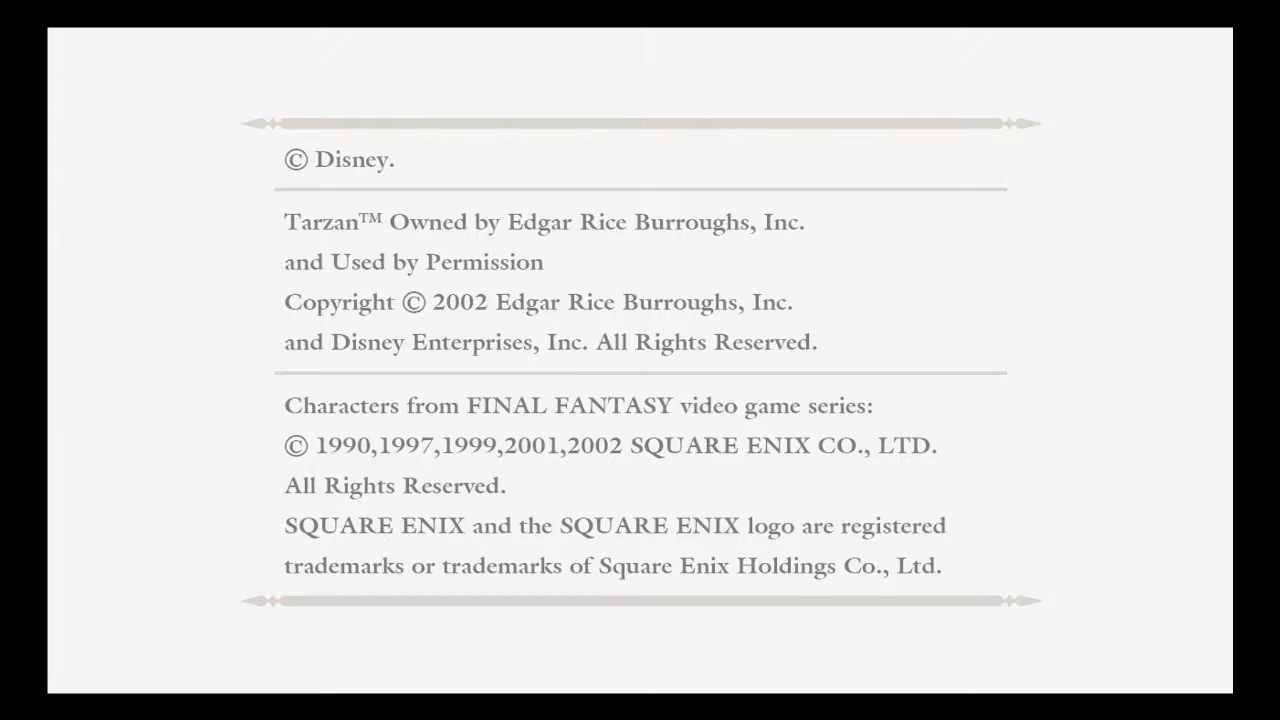 © Disney.
Tarzan™ Owned by Edgar Rice Burroughs, Inc.
and Used by Permission
Copyright © 2002 Edgar Rice Burroughs, Inc.
and Disney Enterprises, Inc. All Rights Reserved.
Characters from FINAL FANTASY video game series:
© 1990,1997,1999,2001,2002 SQUARE ENIX CO., LTD.
All Rights Reserved.
SQUARE ENIX and the SQUARE ENIX logo are registered
trademarks or trademarks of Square Enix Holdings Co., Ltd.